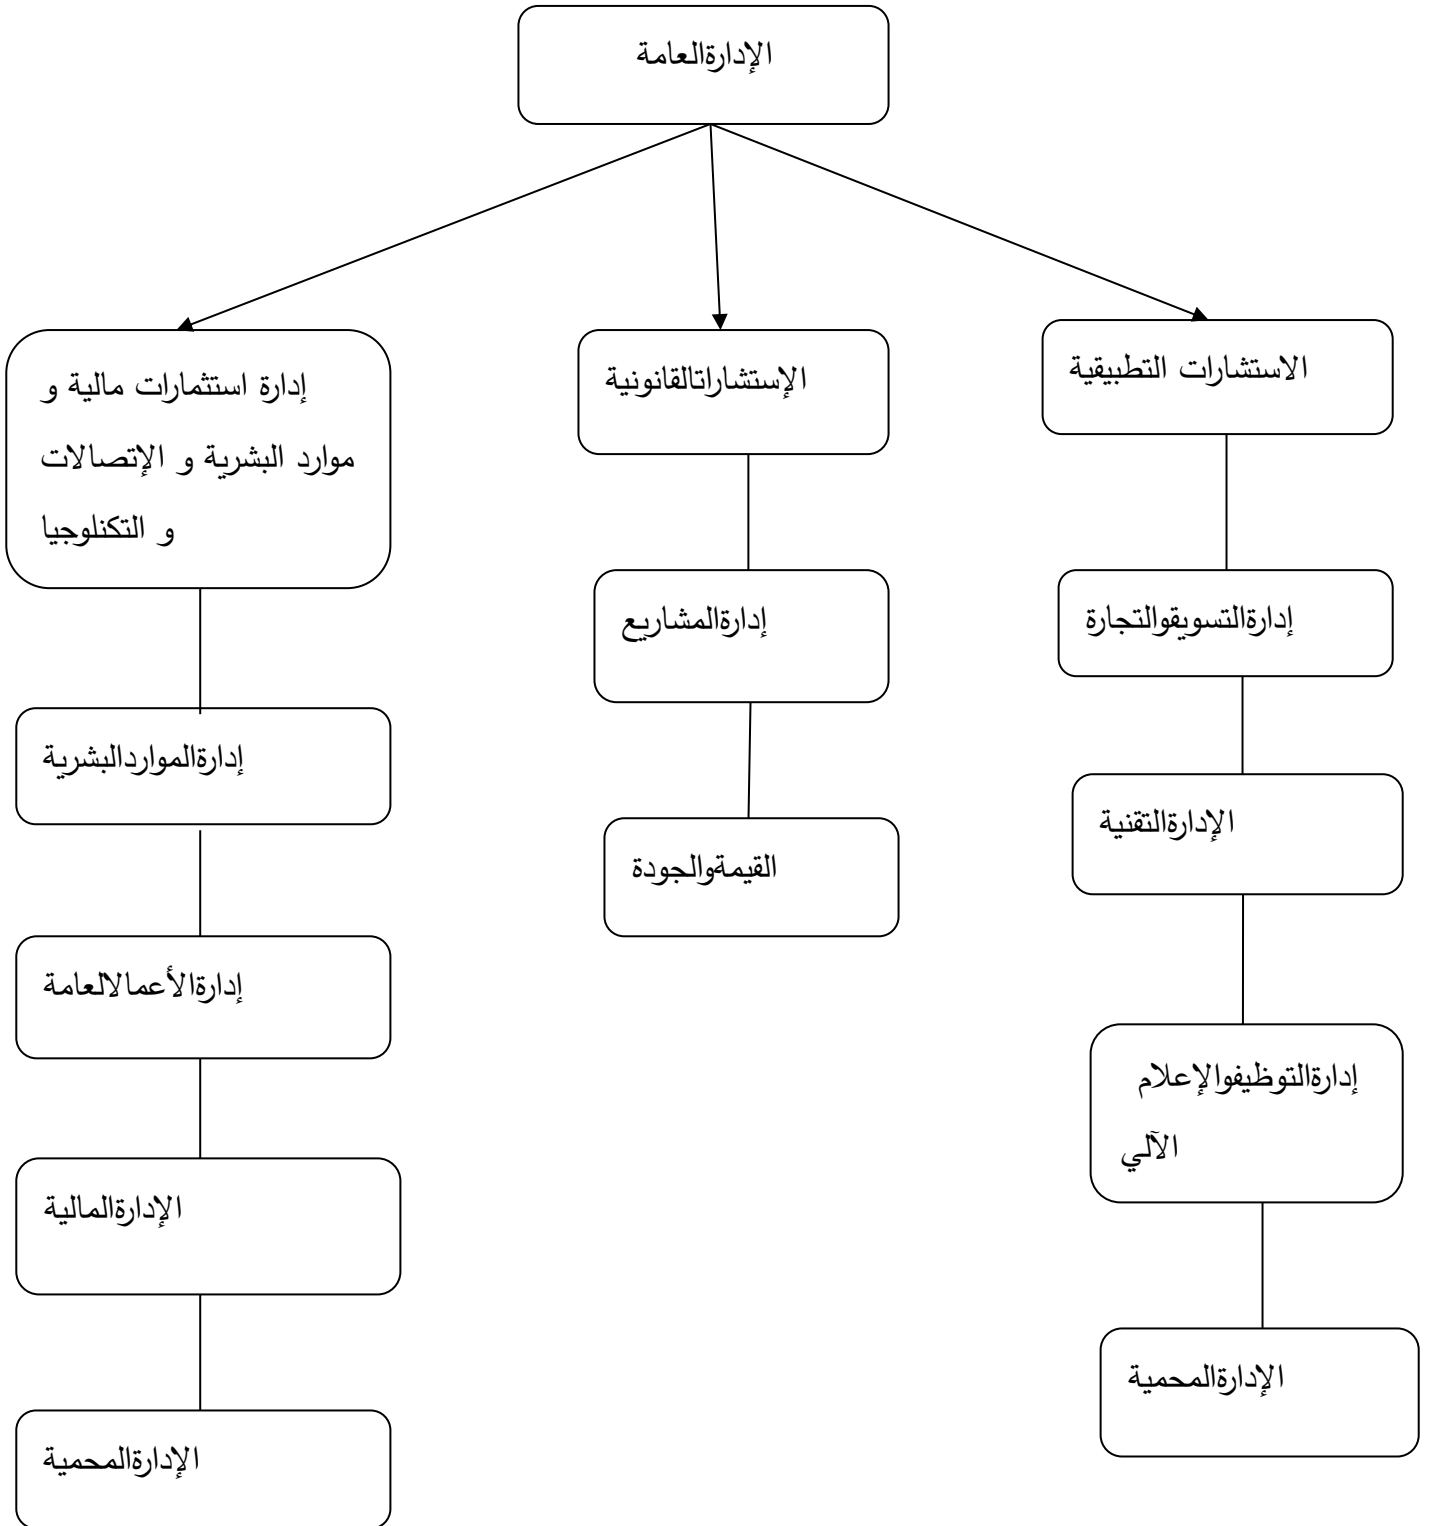 الإدارةالعامة
الاستشارات التطبيقية
الإستشاراتالقانونية
إدارة استثمارات مالية و
موارد البشرية و الإتصالات
و التكنلوجيا
إدارةالتسويقوالتجارة
إدارةالمشاريع
إدارةالمواردالبشرية
الإدارةالتقنية
القيمةوالجودة
إدارةالأعمالالعامة
إدارةالتوظيفوالإعلام
الآلي
الإدارةالمالية
الإدارةالمحمية
الإدارةالمحمية